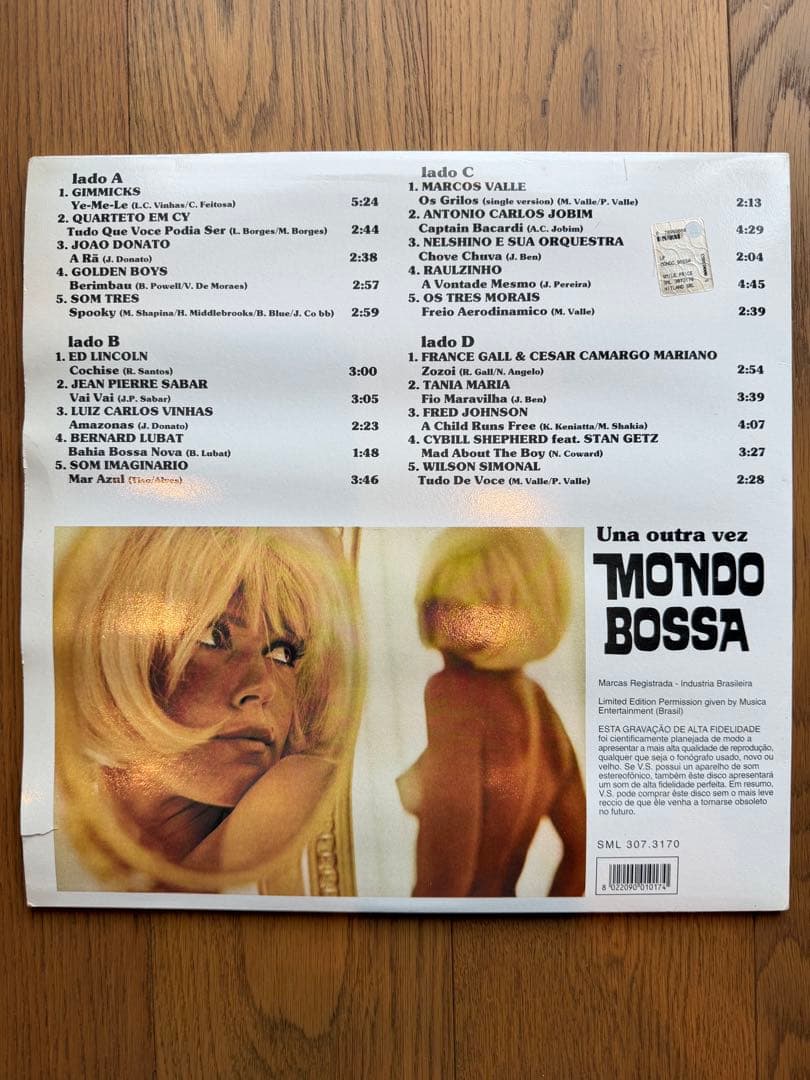 lado A
1. GIMMICKS
Ye-Me-Le (L.C. Vinhas/C. Feitosa) 5:24
2. QUARTETO EM CY
Tudo Que Voce Podia Ser (L. Borges/M. Borges) 2:44
3. JOAO DONATO
A Rã (J. Donato) 2:38
4. GOLDEN BOYS
Berimbau (B. Powell/V. De Moraes) 2:57
5. SOM TRES
Spooky (M. Shapina/H. Middlebrooks/B. Blue/J. Co bb) 2:59
lado B
1. ED LINCOLN
Cochise (R. Santos) 3:00
2. JEAN PIERRE SABAR
Vai Vai (J.P. Sabar) 3:05
3. LUIZ CARLOS VINHAS
Amazonas (J. Donato) 2:23
4. BERNARD LUBAT
Bahia Bossa Nova (B. Lubat) 1:48
5. SOM IMAGINARIO
Mar Azul (Tiso/Alves) 3:46
lado C
1. MARCOS VALLE
Os Grilos (single version) (M. Valle/P. Valle) 2:13
2. ANTONIO CARLOS JOBIM
Captain Bacardi (A.C. Jobim) 4:29
3. NELSHINO E SUA ORQUESTRA
Chove Chuva (J. Ben) 2:04
4. RAULZINHO
A Vontade Mesmo (J. Pereira) 4:45
5. OS TRES MORAIS
Freio Aerodinamico (M. Valle) 2:39
lado D
1. FRANCE GALL & CESAR CAMARGO MARIANO
Zozoi (R. Gall/N. Angelo) 2:54
2. TANIA MARIA
Fio Maravilha (J. Ben) 3:39
3. FRED JOHNSON
A Child Runs Free (K. Keniatta/M. Shakia) 4:07
4. CYBILL SHEPHERD feat. STAN GETZ
Mad About The Boy (N. Coward) 3:27
5. WILSON SIMONAL
Tudo De Voce (M. Valle/P. Valle) 2:28
LP
MONDO BOSSA
Una outra vez
MONDO
BOSSA
Marcas Registrada - Industria Brasileira
Limited Edition Permission given by Musica
Entertainment (Brasil)
ESTA GRAVAÇÃO DE ALTA FIDELIDADE
foi cientificamente planejada de modo a
apresentar a mais alta qualidade de reprodução,
qualquer que seja o fonógrafo usado, novo ou
velho. Se V.S. possui un aparelho de som
estereofônico, também êste disco apresentará
um som de alta fidelidade perfeita. Em resumo,
V.S. pode comprar êste disco sem o mais leve
reccio de que êle venha a tornarse obsoleto
no futuro.
SML 307.3170
8 022090 010174